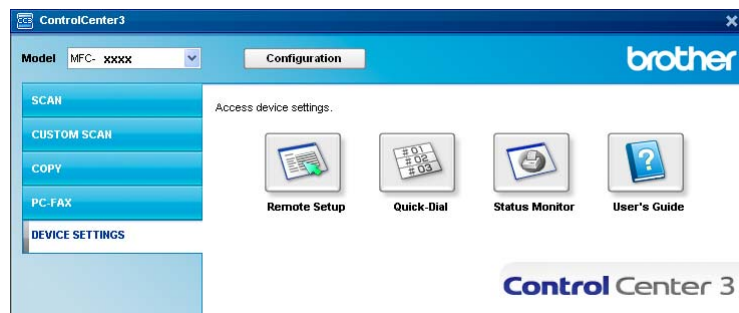 ControlCenter3
Model MFC- xxxx Configuration brother
SCAN
CUSTOM SCAN
COPY
PC-FAX
DEVICE SETTINGS
Access device settings.
#01
#02
#03
Remote Setup Quick-Dial Status Monitor User's Guide
Control Center 3